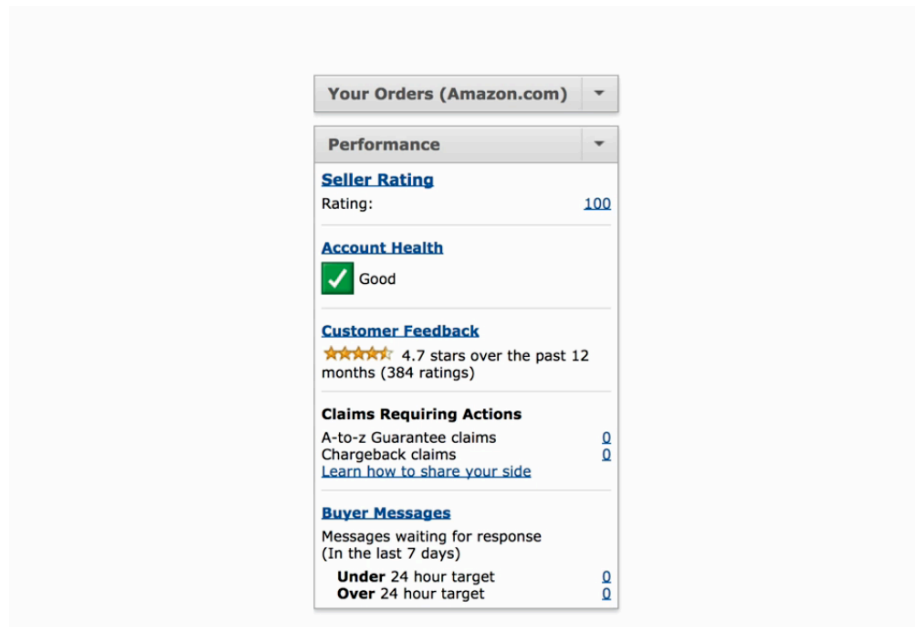 Your Orders (Amazon.com)
Performance
Seller Rating
Rating: 100
Account Health
Good
Customer Feedback
4.7 stars over the past 12
months (384 ratings)
Claims Requiring Actions
A-to-z Guarantee claims 0
Chargeback claims 0
Learn how to share your side
Buyer Messages
Messages waiting for response
(In the last 7 days)
Under 24 hour target 0
Over 24 hour target 0